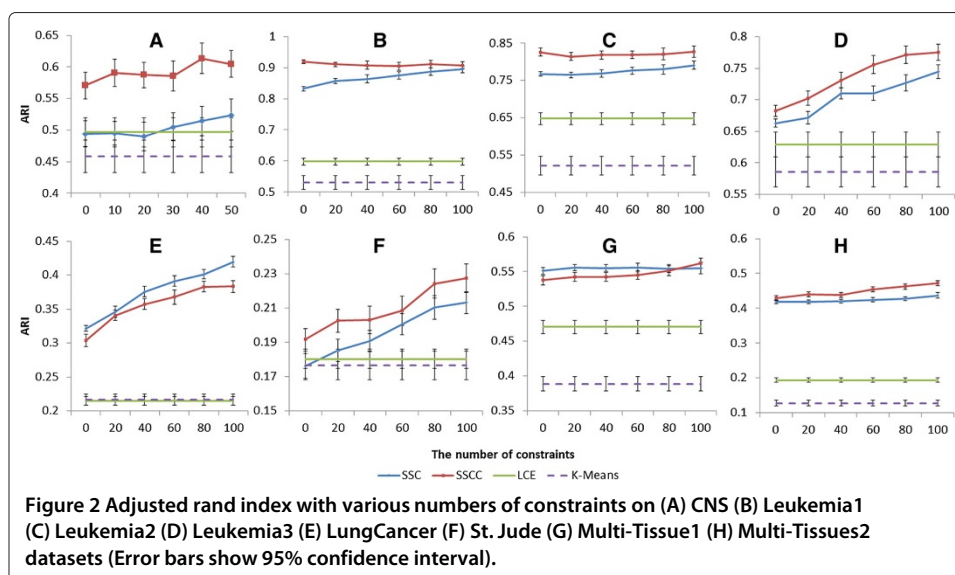 A
B
C
D
ARI
0.65
0.6
0.55
0.5
0.45
0.4
0 10 20 30 40 50
1
0.9
0.8
0.7
0.6
0.5
0 20 40 60 80 100
0.85
0.75
0.65
0.55
0.45
0 20 40 60 80 100
0.8
0.75
0.7
0.65
0.6
0.55
0 20 40 60 80 100
E
F
G
H
ARI
0.45
0.4
0.35
0.3
0.25
0.2
0 20 40 60 80 100
0.25
0.23
0.21
0.19
0.17
0.15
0 20 40 60 80 100
0.6
0.55
0.5
0.45
0.4
0.35
0 20 40 60 80 100
0.6
0.5
0.4
0.3
0.2
0.1
0 20 40 60 80 100
The number of constraints
SSC SSCC LCE K-Means
Figure 2 Adjusted rand index with various numbers of constraints on (A) CNS (B) Leukemia1
(C) Leukemia2 (D) Leukemia3 (E) LungCancer (F) St. Jude (G) Multi-Tissue1 (H) Multi-Tissues2
datasets (Error bars show 95% confidence interval).